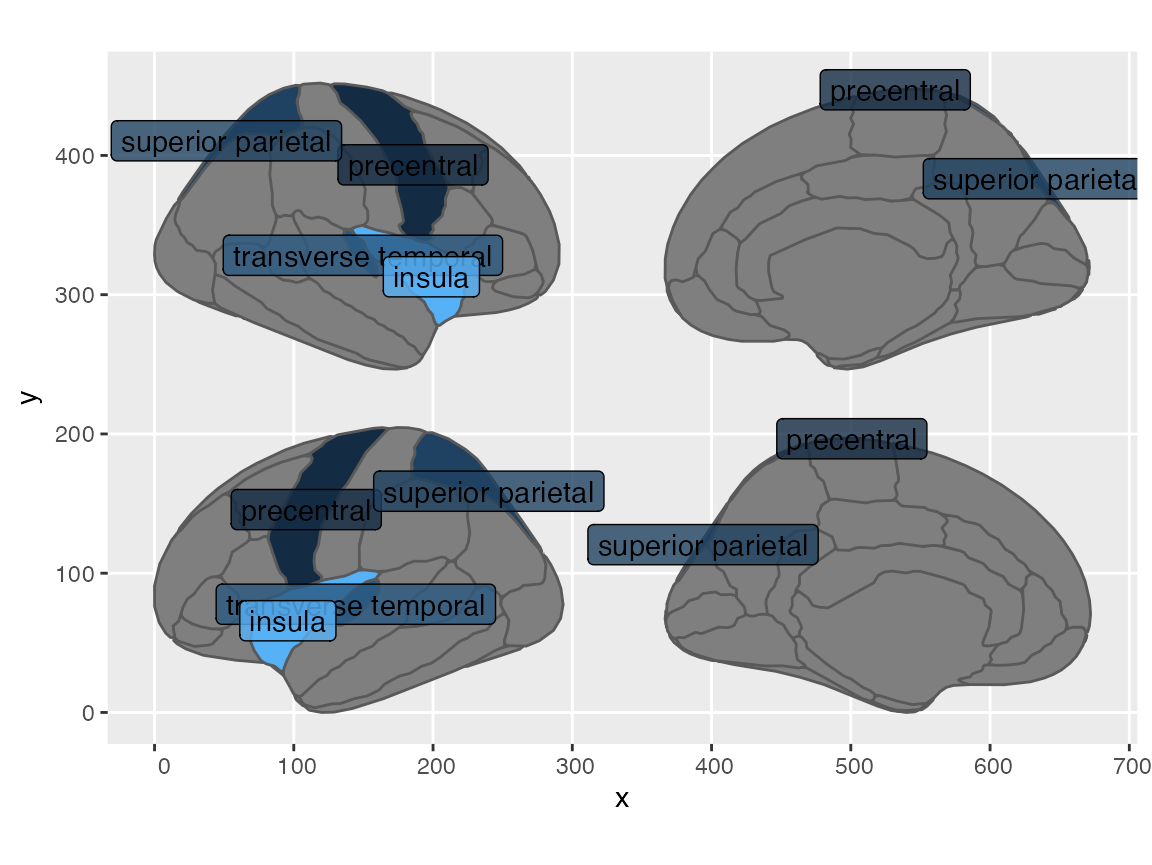 precentral
superior parietal
precentral
400
superior parieta
transverse temporal
insula
300
y
precentral
200
superior parietal
precentral
superior parietal
100
transverse temporal
insula
0
0 100 200 300 400 500 600 700
x